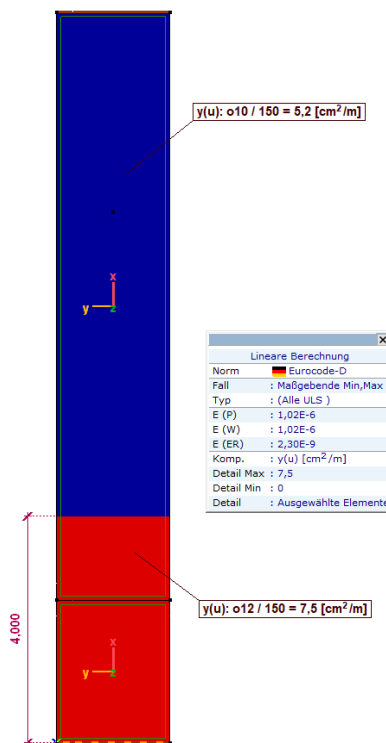 y(u): o10 / 150 = 5,2 [cm²/m]
x
y
z
Lineare Berechnung
Norm Eurocode-D
Fall : Maßgebende Min,Max
Typ : (Alle ULS )
E (P) : 1,02E-6
E (W) : 1,02E-6
E (ER) : 2,30E-9
Komp. : y(u) [cm²/m]
Detail Max : 7,5
Detail Min : 0
Detail : Ausgewählte Elemente
y(u): o12 / 150 = 7,5 [cm²/m]
4,000
x
y
z